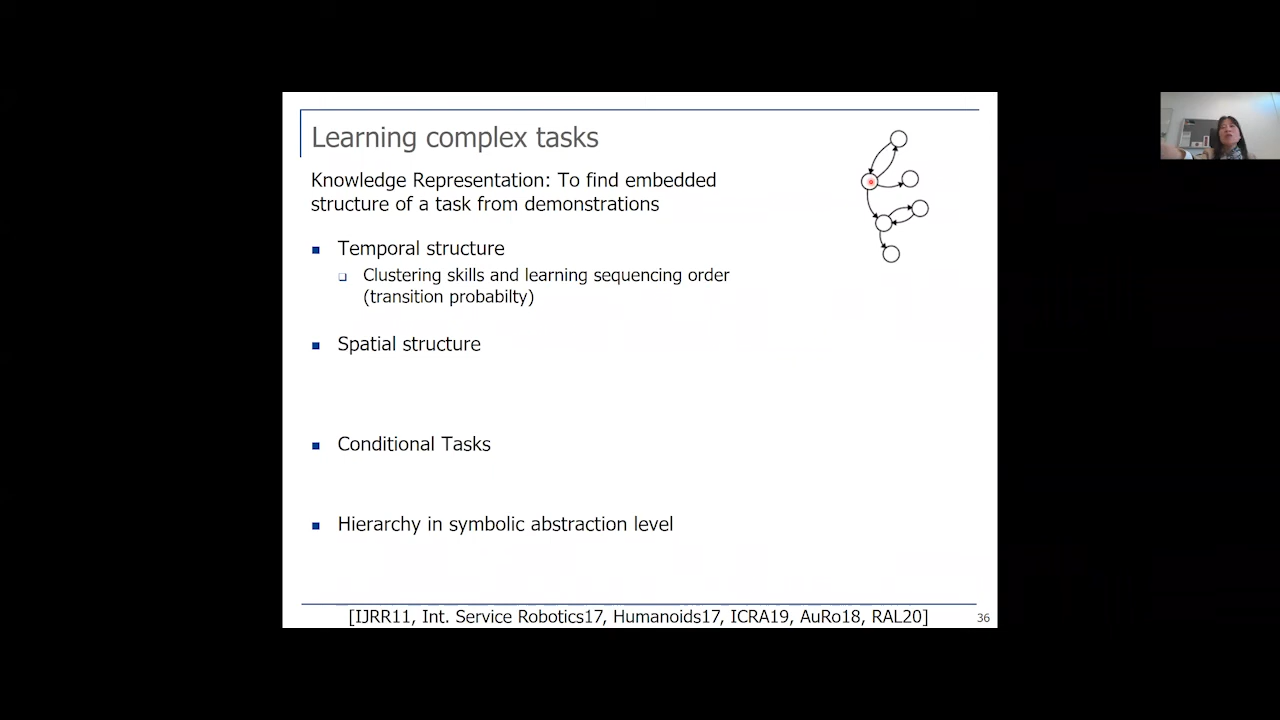 Learning complex tasks
Knowledge Representation: To find embedded
structure of a task from demonstrations
Temporal structure
Clustering skills and learning sequencing order
(transition probabilty)
Spatial structure
Conditional Tasks
Hierarchy in symbolic abstraction level
[IJRR11, Int. Service Robotics17, Humanoids17, ICRA19, AuRo18, RAL20]
36